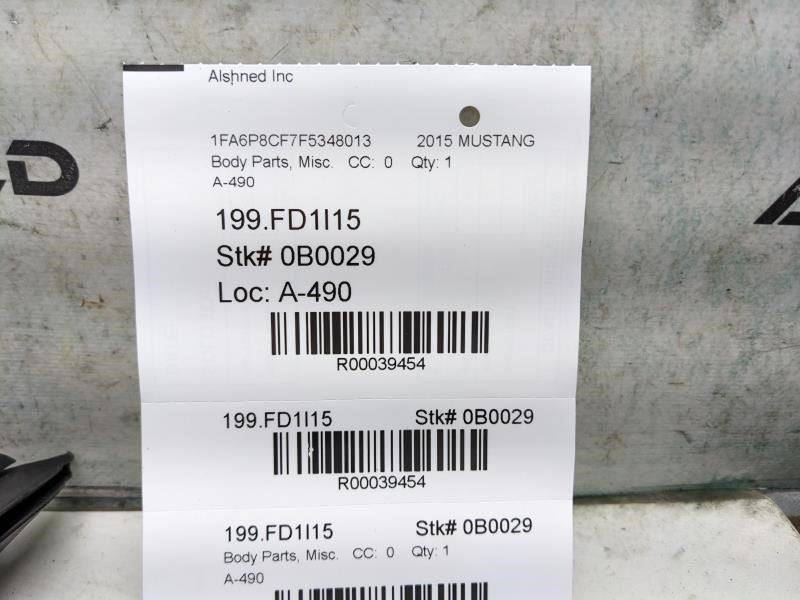 Alshned Inc
1FA6P8CF7F5348013 2015 MUSTANG
Body Parts, Misc. CC: 0 Qty: 1
A-490
199.FD1I15
Stk# 0B0029
Loc: A-490
R00039454
199.FD1I15 Stk# 0B0029
R00039454
199.FD1I15 Stk# 0B0029
Body Parts, Misc. CC: 0 Qty: 1
A-490